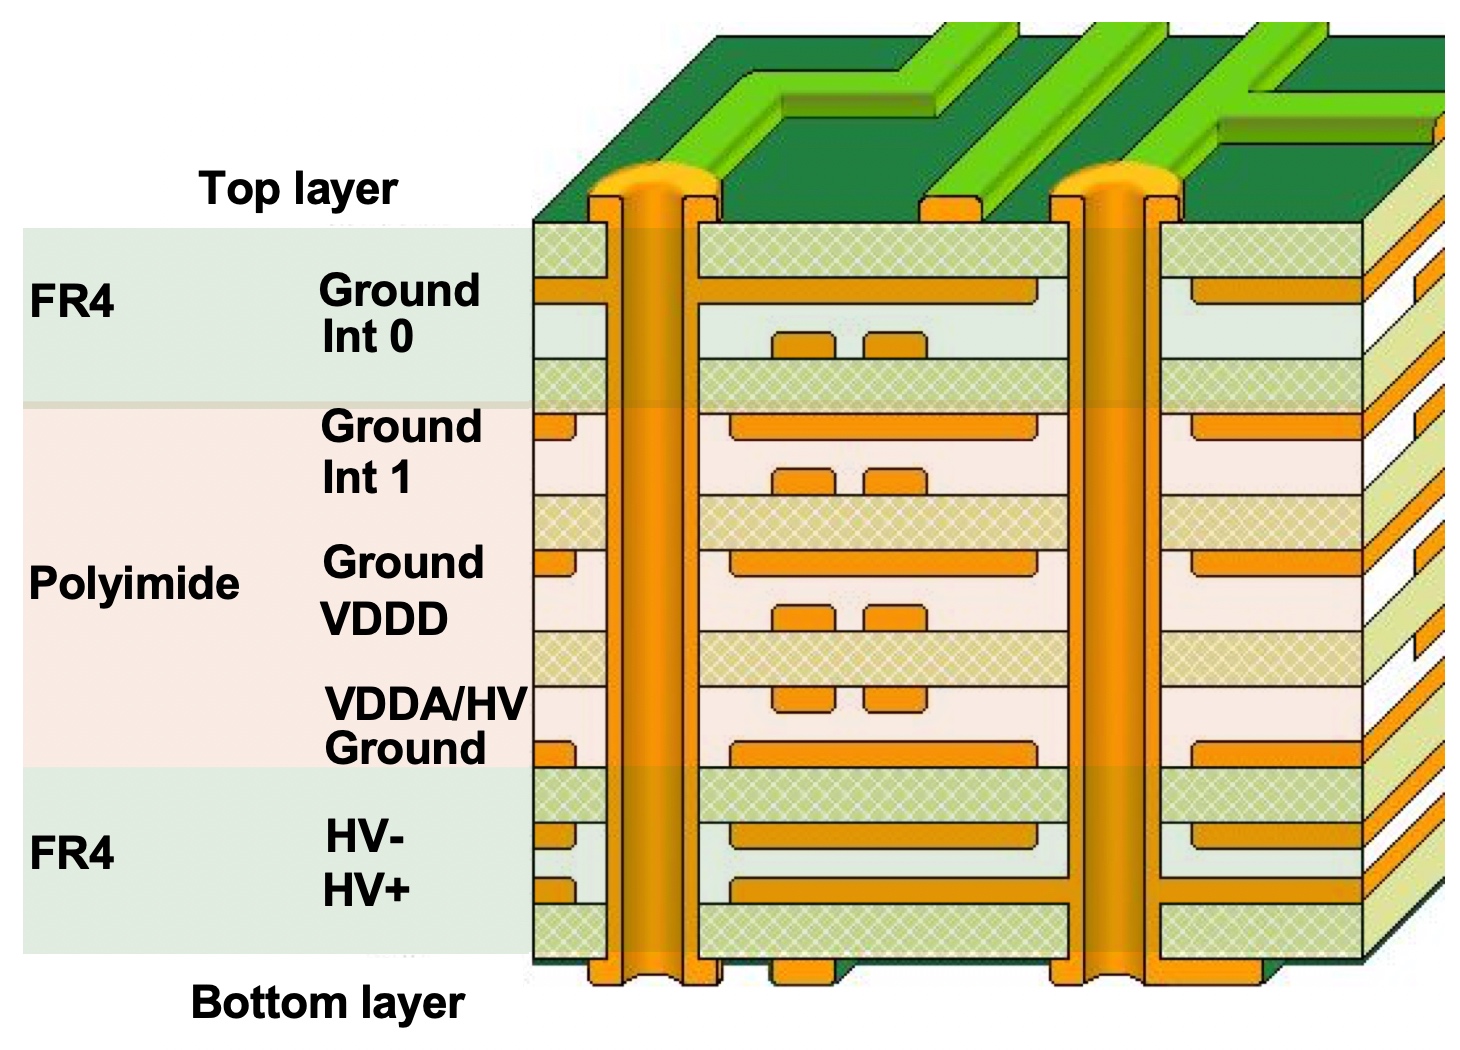 Top layer
FR4
Ground
Int 0
Ground
Int 1
Polyimide
Ground
VDDD
VDDA/HV
Ground
FR4
HV-
HV+
Bottom layer